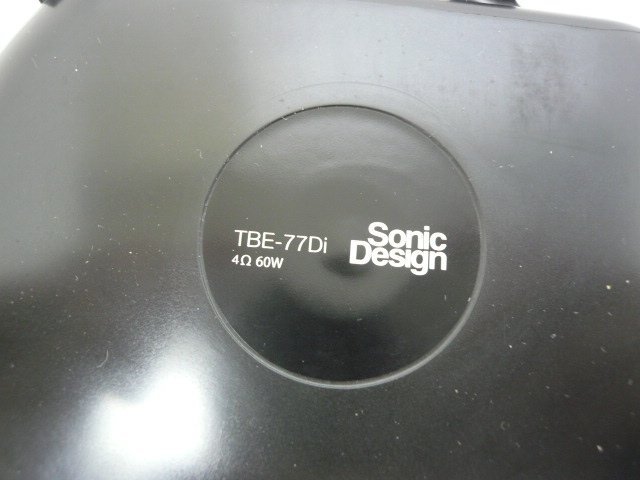 TBE-77Di
4Ω 60W
Sonic
Design